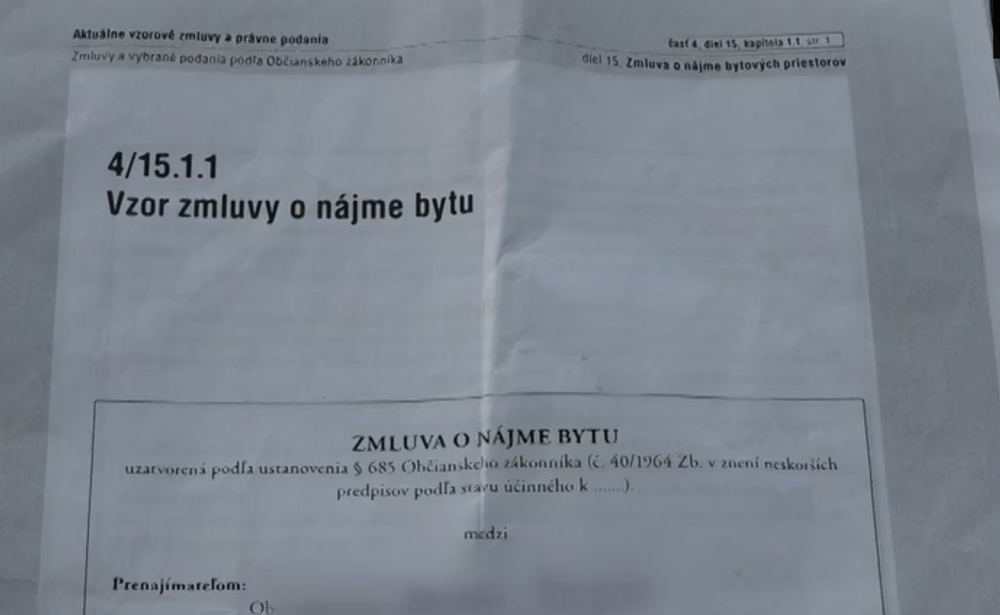 Aktuálne vzorové zmluvy a právne podania
časť 4, diel 15, kapitola 1.1 str. 1
Zmluvy a vybrané podania podľa Občianskeho zákonníka
diel 15, Zmluva o nájme bytových priestorov
4/15.1.1
Vzor zmluvy o nájme bytu
ZMLUVA O NÁJME BYTU
uzatvorená podľa ustanovenia § 685 Občianskeho zákonníka (č. 40/1964 Zb. v znení neskorších
predpisov podľa stavu účinného k .......).
medzi
Prenajímateľom: